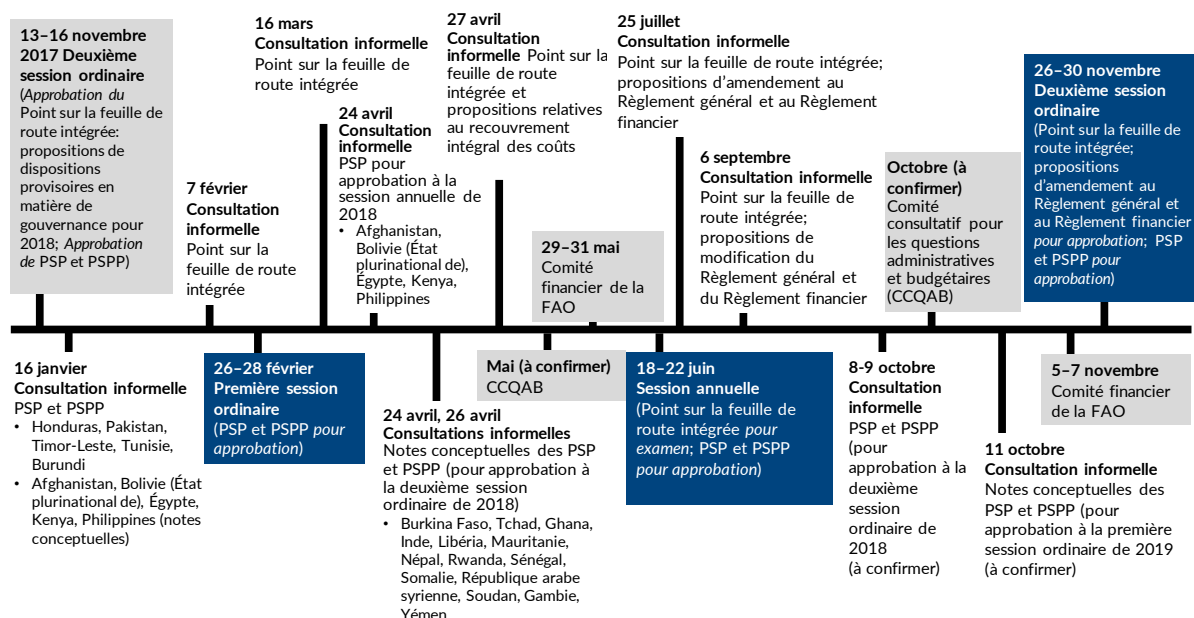 13–16 novembre
2017 Deuxième
session ordinaire
(Approbation du
Point sur la feuille de
route intégrée:
propositions de
dispositions
provisoires en
matière de
gouvernance pour
2018; Approbation
de PSP et PSPP)
7 février
Consultation
informelle
Point sur la
feuille de route
intégrée
16 mars
Consultation informelle
Point sur la feuille de
route intégrée
24 avril
Consultation
informelle
PSP pour
approbation à la
session annuelle de
2018
• Afghanistan,
Bolivie (État
plurinational de),
Égypte, Kenya,
Philippines
27 avril
Consultation
informelle Point sur la
feuille de route
intégrée et
propositions relatives
au recouvrement
intégral des coûts
29–31 mai
Comité
financier de la
FAO
25 juillet
Consultation informelle
Point sur la feuille de route intégrée;
propositions d’amendement au
Règlement général et au Règlement
financier
6 septembre
Consultation informelle
Point sur la feuille de
route intégrée;
propositions de
modification du
Règlement général et
du Règlement financier
Octobre (à
confirmer)
Comité
consultatif pour
les questions
administratives
et budgétaires
(CCQAB)
26–30 novembre
Deuxième session
ordinaire
(Point sur la feuille de
route intégrée;
propositions
d’amendement au
Règlement général et
au Règlement financier
pour approbation; PSP
et PSPP pour
approbation)
16 janvier
Consultation informelle
PSP et PSPP
• Honduras, Pakistan,
Timor-Leste, Tunisie,
Burundi
• Afghanistan, Bolivie (État
plurinational de), Égypte,
Kenya, Philippines (notes
conceptuelles)
26–28 février
Première session
ordinaire
(PSP et PSPP pour
approbation)
24 avril, 26 avril
Consultations informelles
Notes conceptuelles des PSP
et PSPP (pour approbation à
la deuxième session
ordinaire de 2018)
• Burkina Faso, Tchad, Ghana,
Inde, Libéria, Mauritanie,
Népal, Rwanda, Sénégal,
Somalie, République arabe
syrienne, Soudan, Gambie,
Yémen
Mai (à confirmer)
CCQAB
18–22 juin
Session annuelle
(Point sur la feuille de
route intégrée pour
examen; PSP et PSPP
pour approbation)
8-9 octobre
Consultation
informelle
PSP et PSPP
(pour
approbation à la
deuxième
session
ordinaire de
2018
(à confirmer)
11 octobre
Consultation informelle
Notes conceptuelles des
PSP et PSPP (pour
approbation à la première
session ordinaire de 2019
(à confirmer)
5–7 novembre
Comité financier
de la FAO